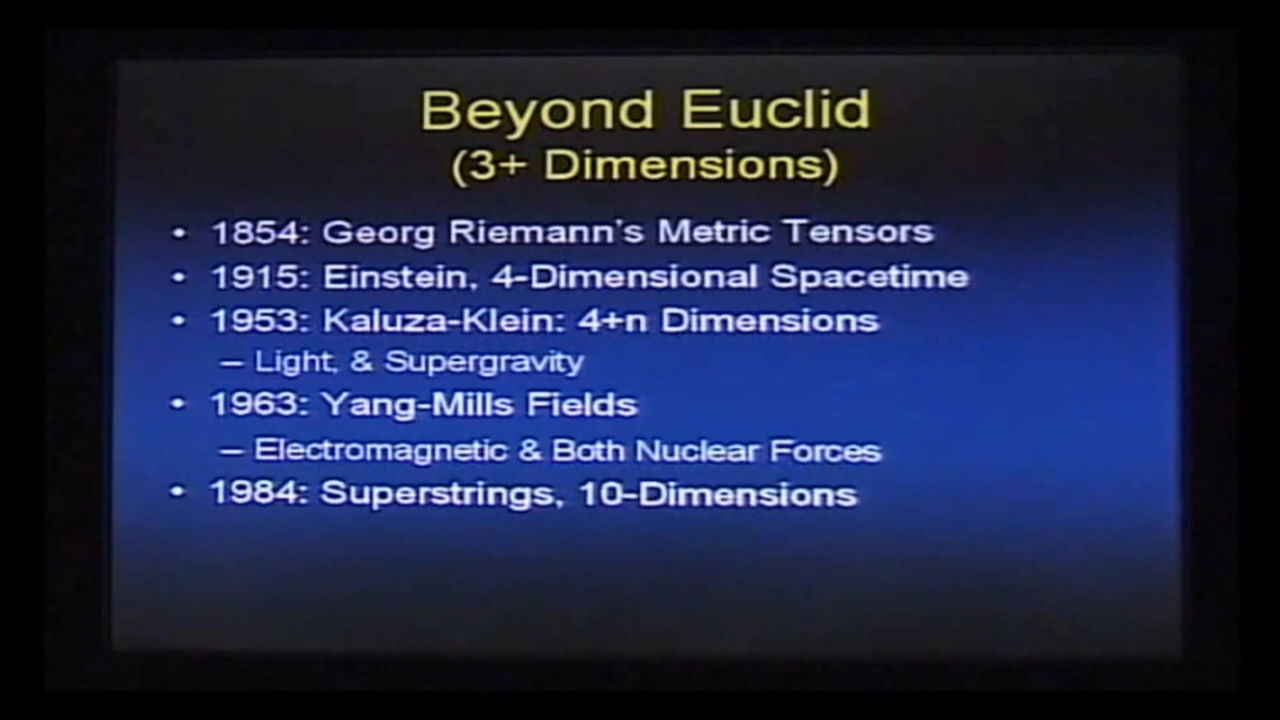 Beyond Euclid
(3+ Dimensions)
• 1854: Georg Riemann's Metric Tensors
• 1915: Einstein, 4-Dimensional Spacetime
• 1953: Kaluza-Klein: 4+n Dimensions
– Light, & Supergravity
• 1963: Yang-Mills Fields
– Electromagnetic & Both Nuclear Forces
• 1984: Superstrings, 10-Dimensions